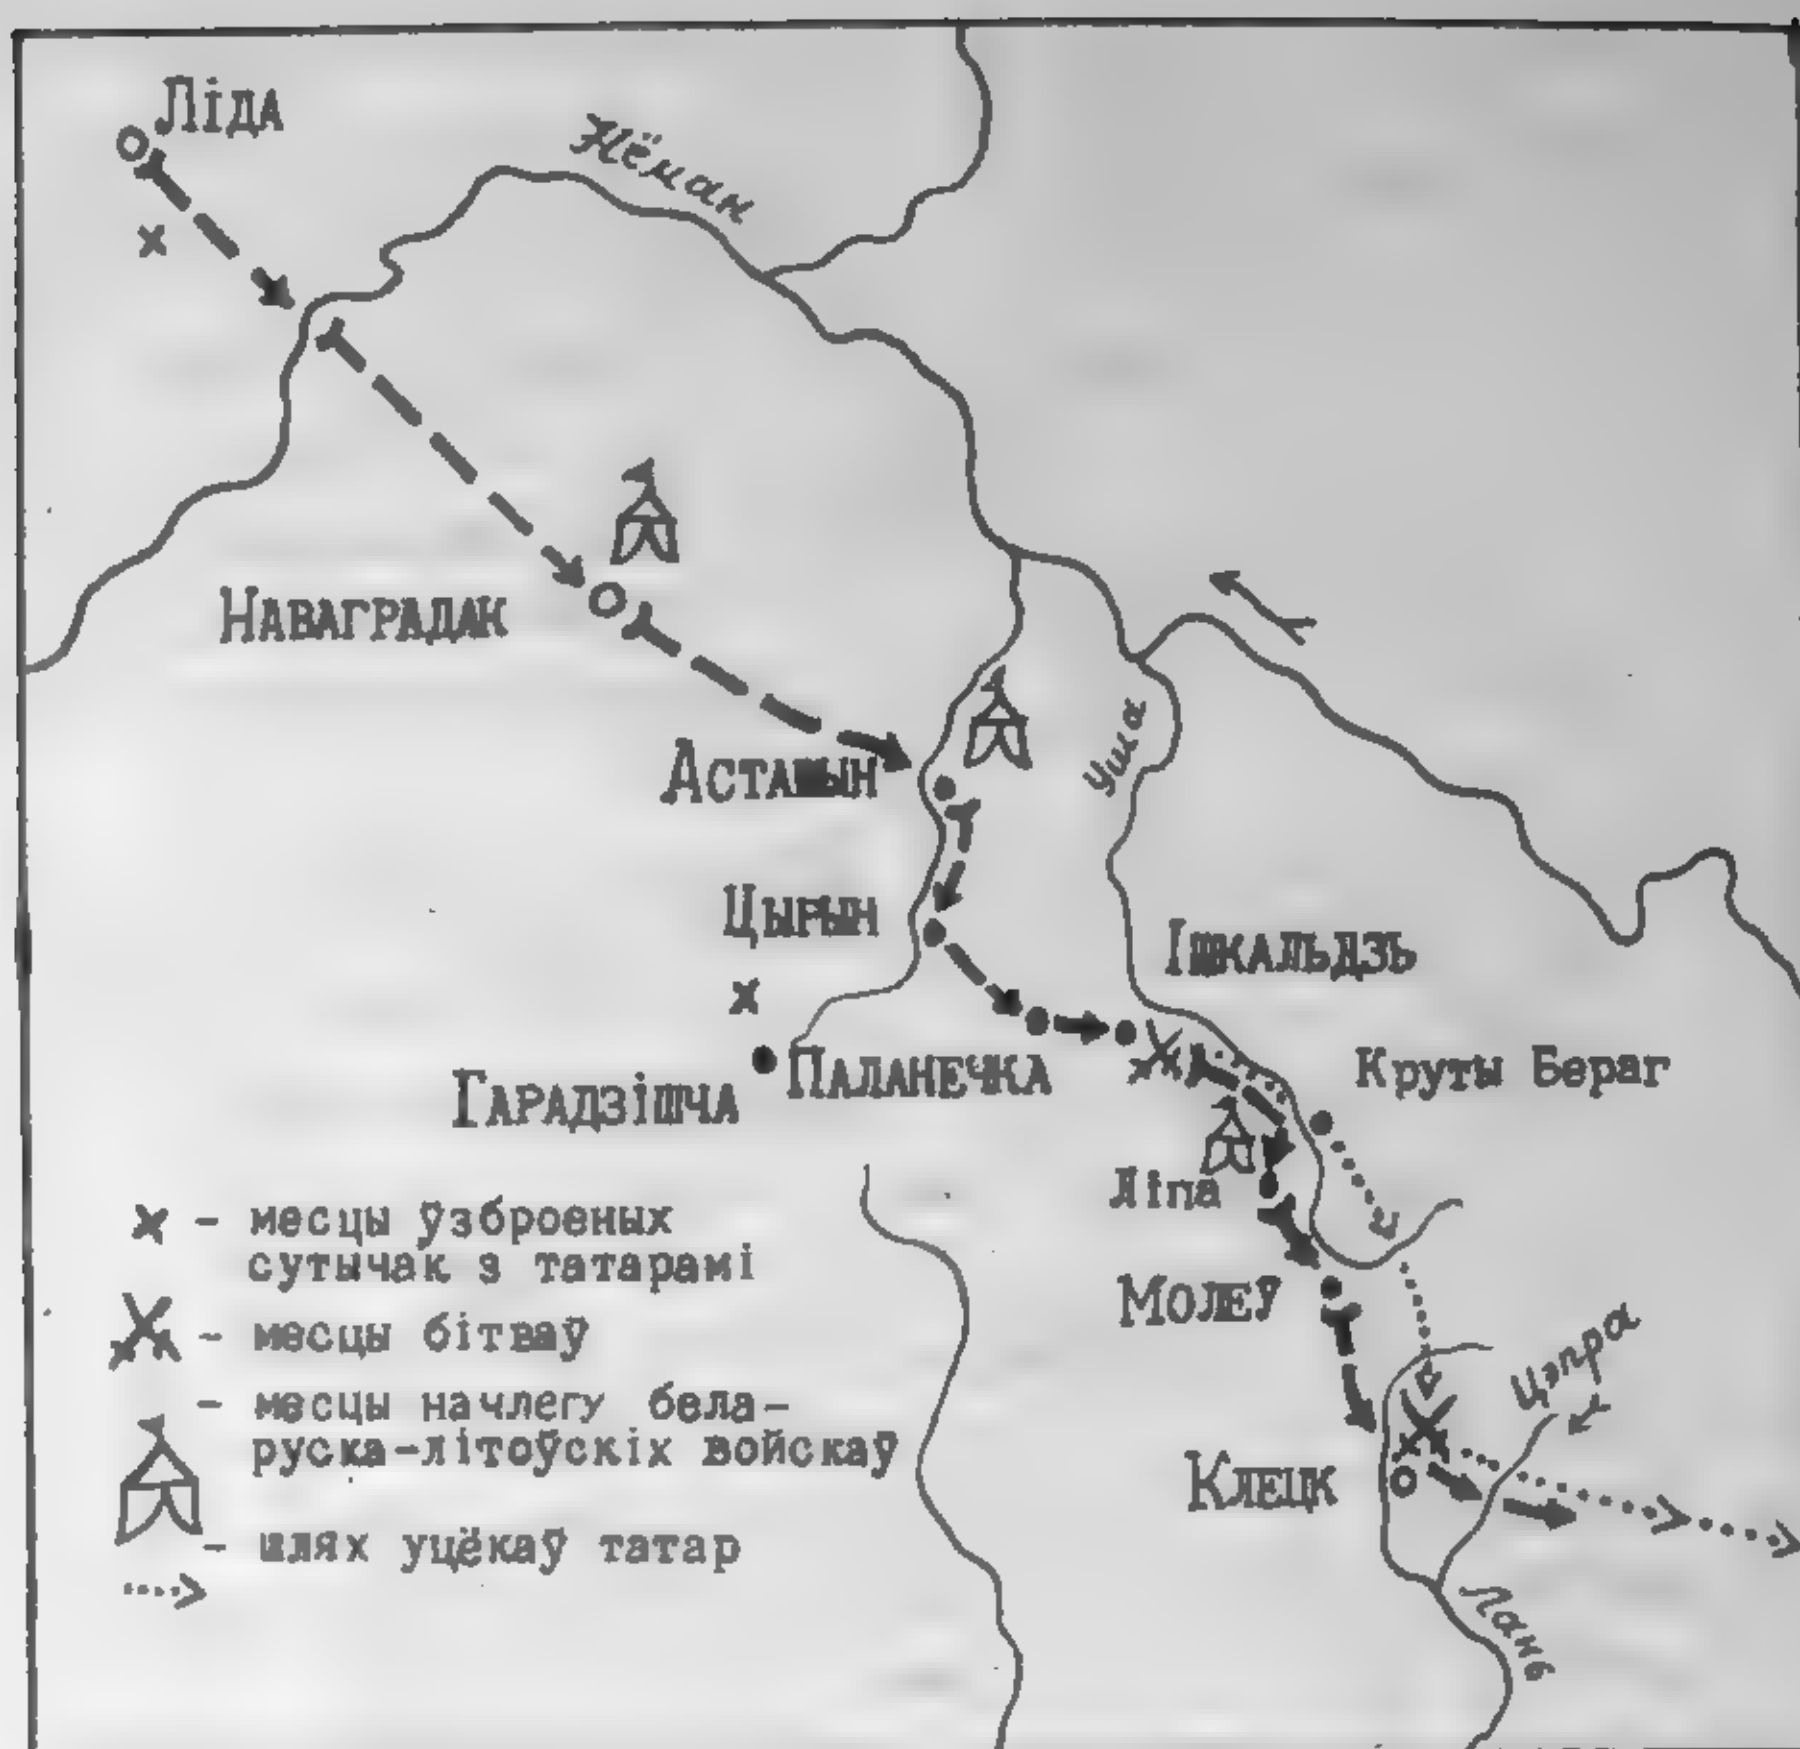 Ліда
Нёман
Наваградак
Асташын
Уша
Цырын
Ішкальдзь
Круты Бераг
Паланечка
Гарадзішча
Ліпа
Молеў
Цэпра
Клецк
Лань
х - месцы ўзброеных
сутычак з татарамі
- месцы бітваў
- месцы начлегу бела-
руска-літоўскіх войскаў
- шлях уцёкаў татар